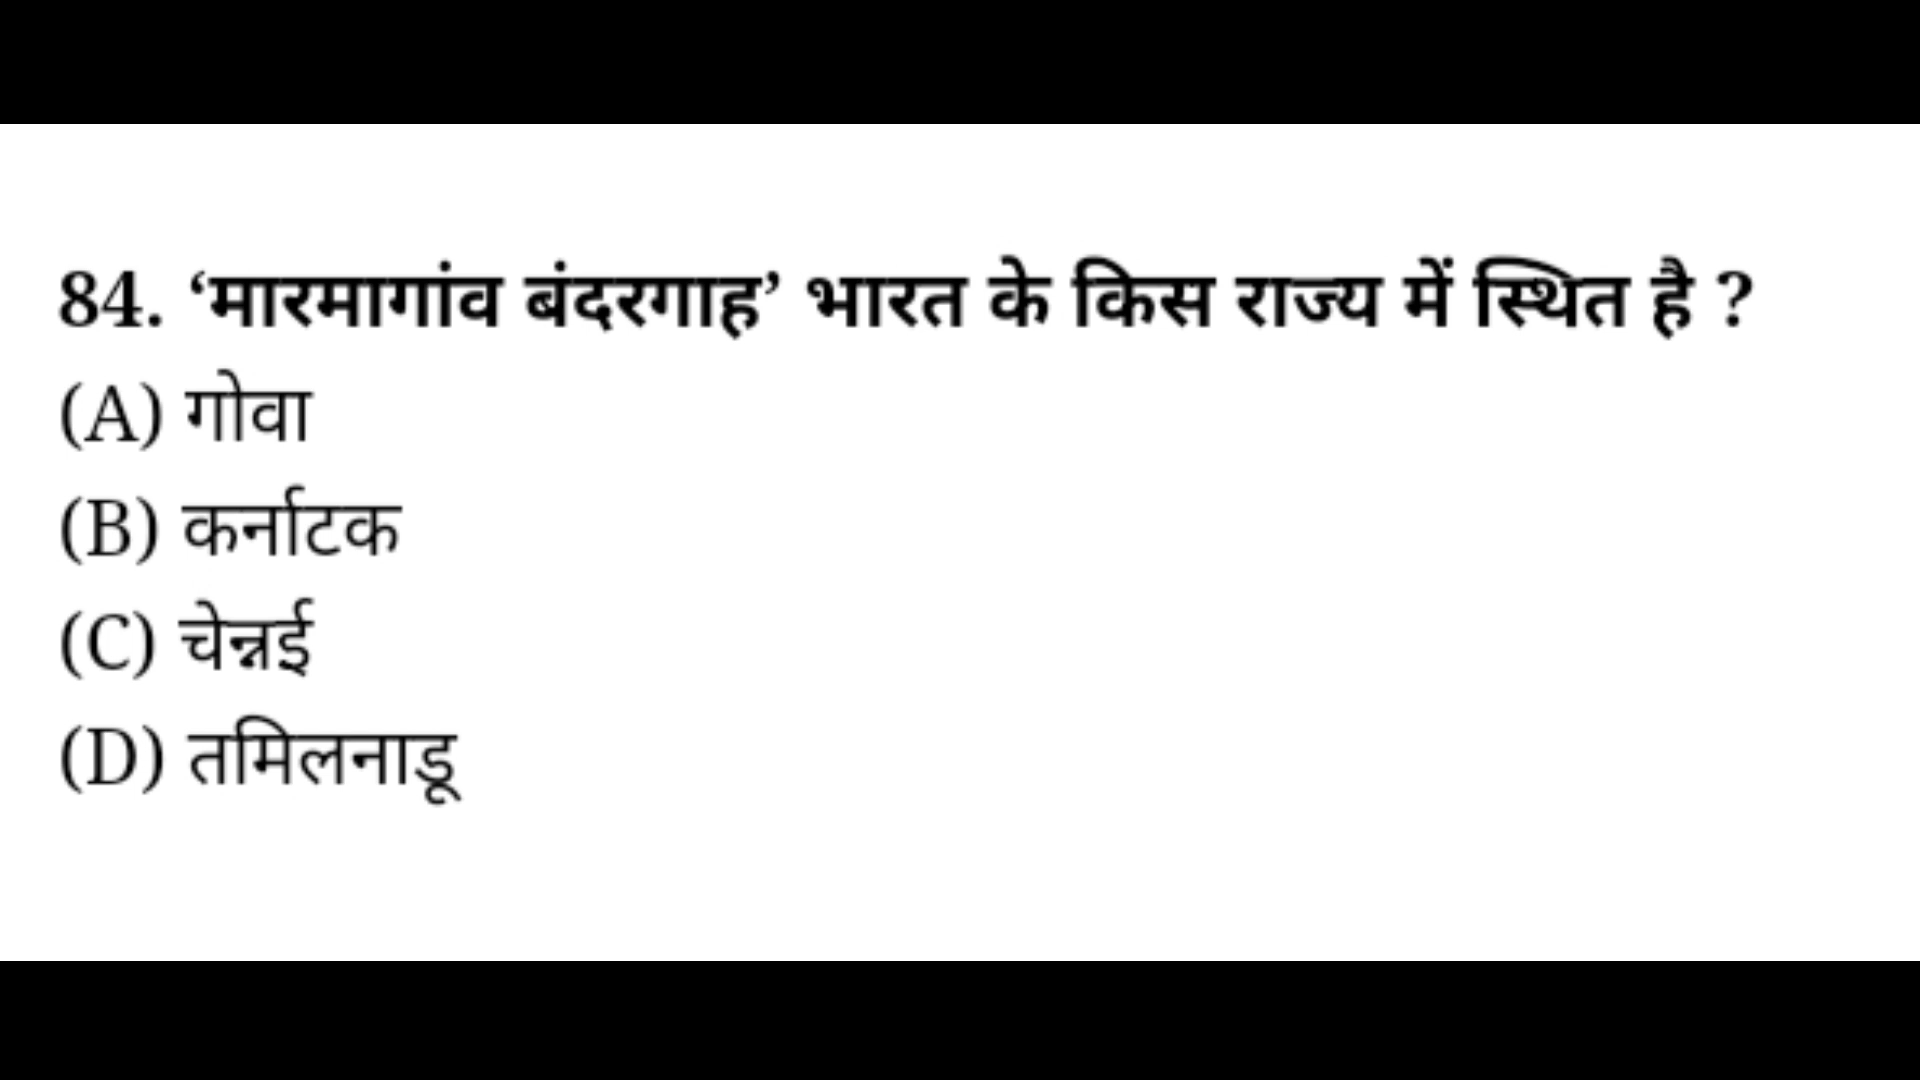 84. ‘मारमागांव बंदरगाह’ भारत के किस राज्य में स्थित है ?
(A) गोवा
(B) कर्नाटक
(C) चेन्नई
(D) तमिलनाडू